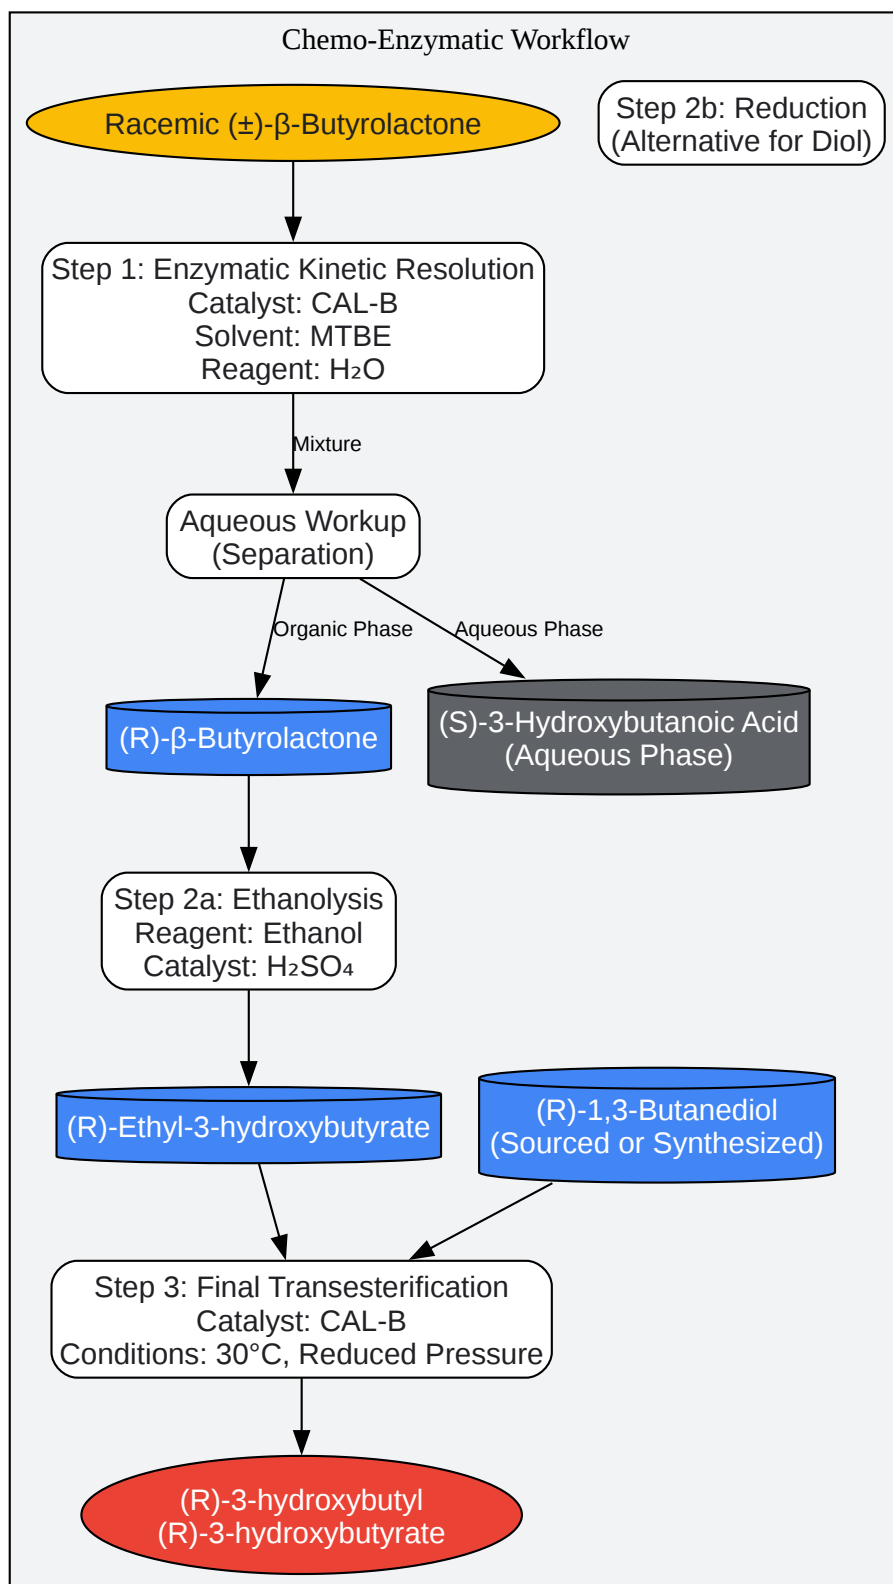 Chemo-Enzymatic Workflow
Racemic (±)-β-Butyrolactone
Step 2b: Reduction
(Alternative for Diol)
Step 1: Enzymatic Kinetic Resolution
Catalyst: CAL-B
Solvent: MTBE
Reagent: H₂O
Mixture
Aqueous Workup
(Separation)
Organic Phase
Aqueous Phase
(R)-β-Butyrolactone
(S)-3-Hydroxybutanoic Acid
(Aqueous Phase)
Step 2a: Ethanolysis
Reagent: Ethanol
Catalyst: H₂SO₄
(R)-Ethyl-3-hydroxybutyrate
(R)-1,3-Butanediol
(Sourced or Synthesized)
Step 3: Final Transesterification
Catalyst: CAL-B
Conditions: 30°C, Reduced Pressure
(R)-3-hydroxybutyl
(R)-3-hydroxybutyrate